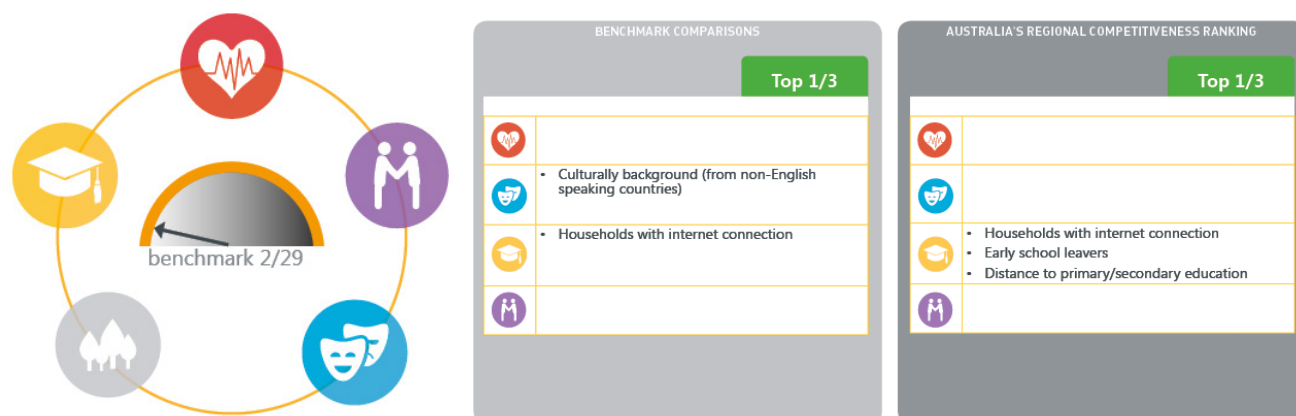 benchmark 2/29
BENCHMARK COMPARISONS
Top 1/3
• Culturally background (from non-English
speaking countries)
• Households with internet connection
AUSTRALIA'S REGIONAL COMPETITIVENESS RANKING
Top 1/3
• Households with internet connection
• Early school leavers
• Distance to primary/secondary education